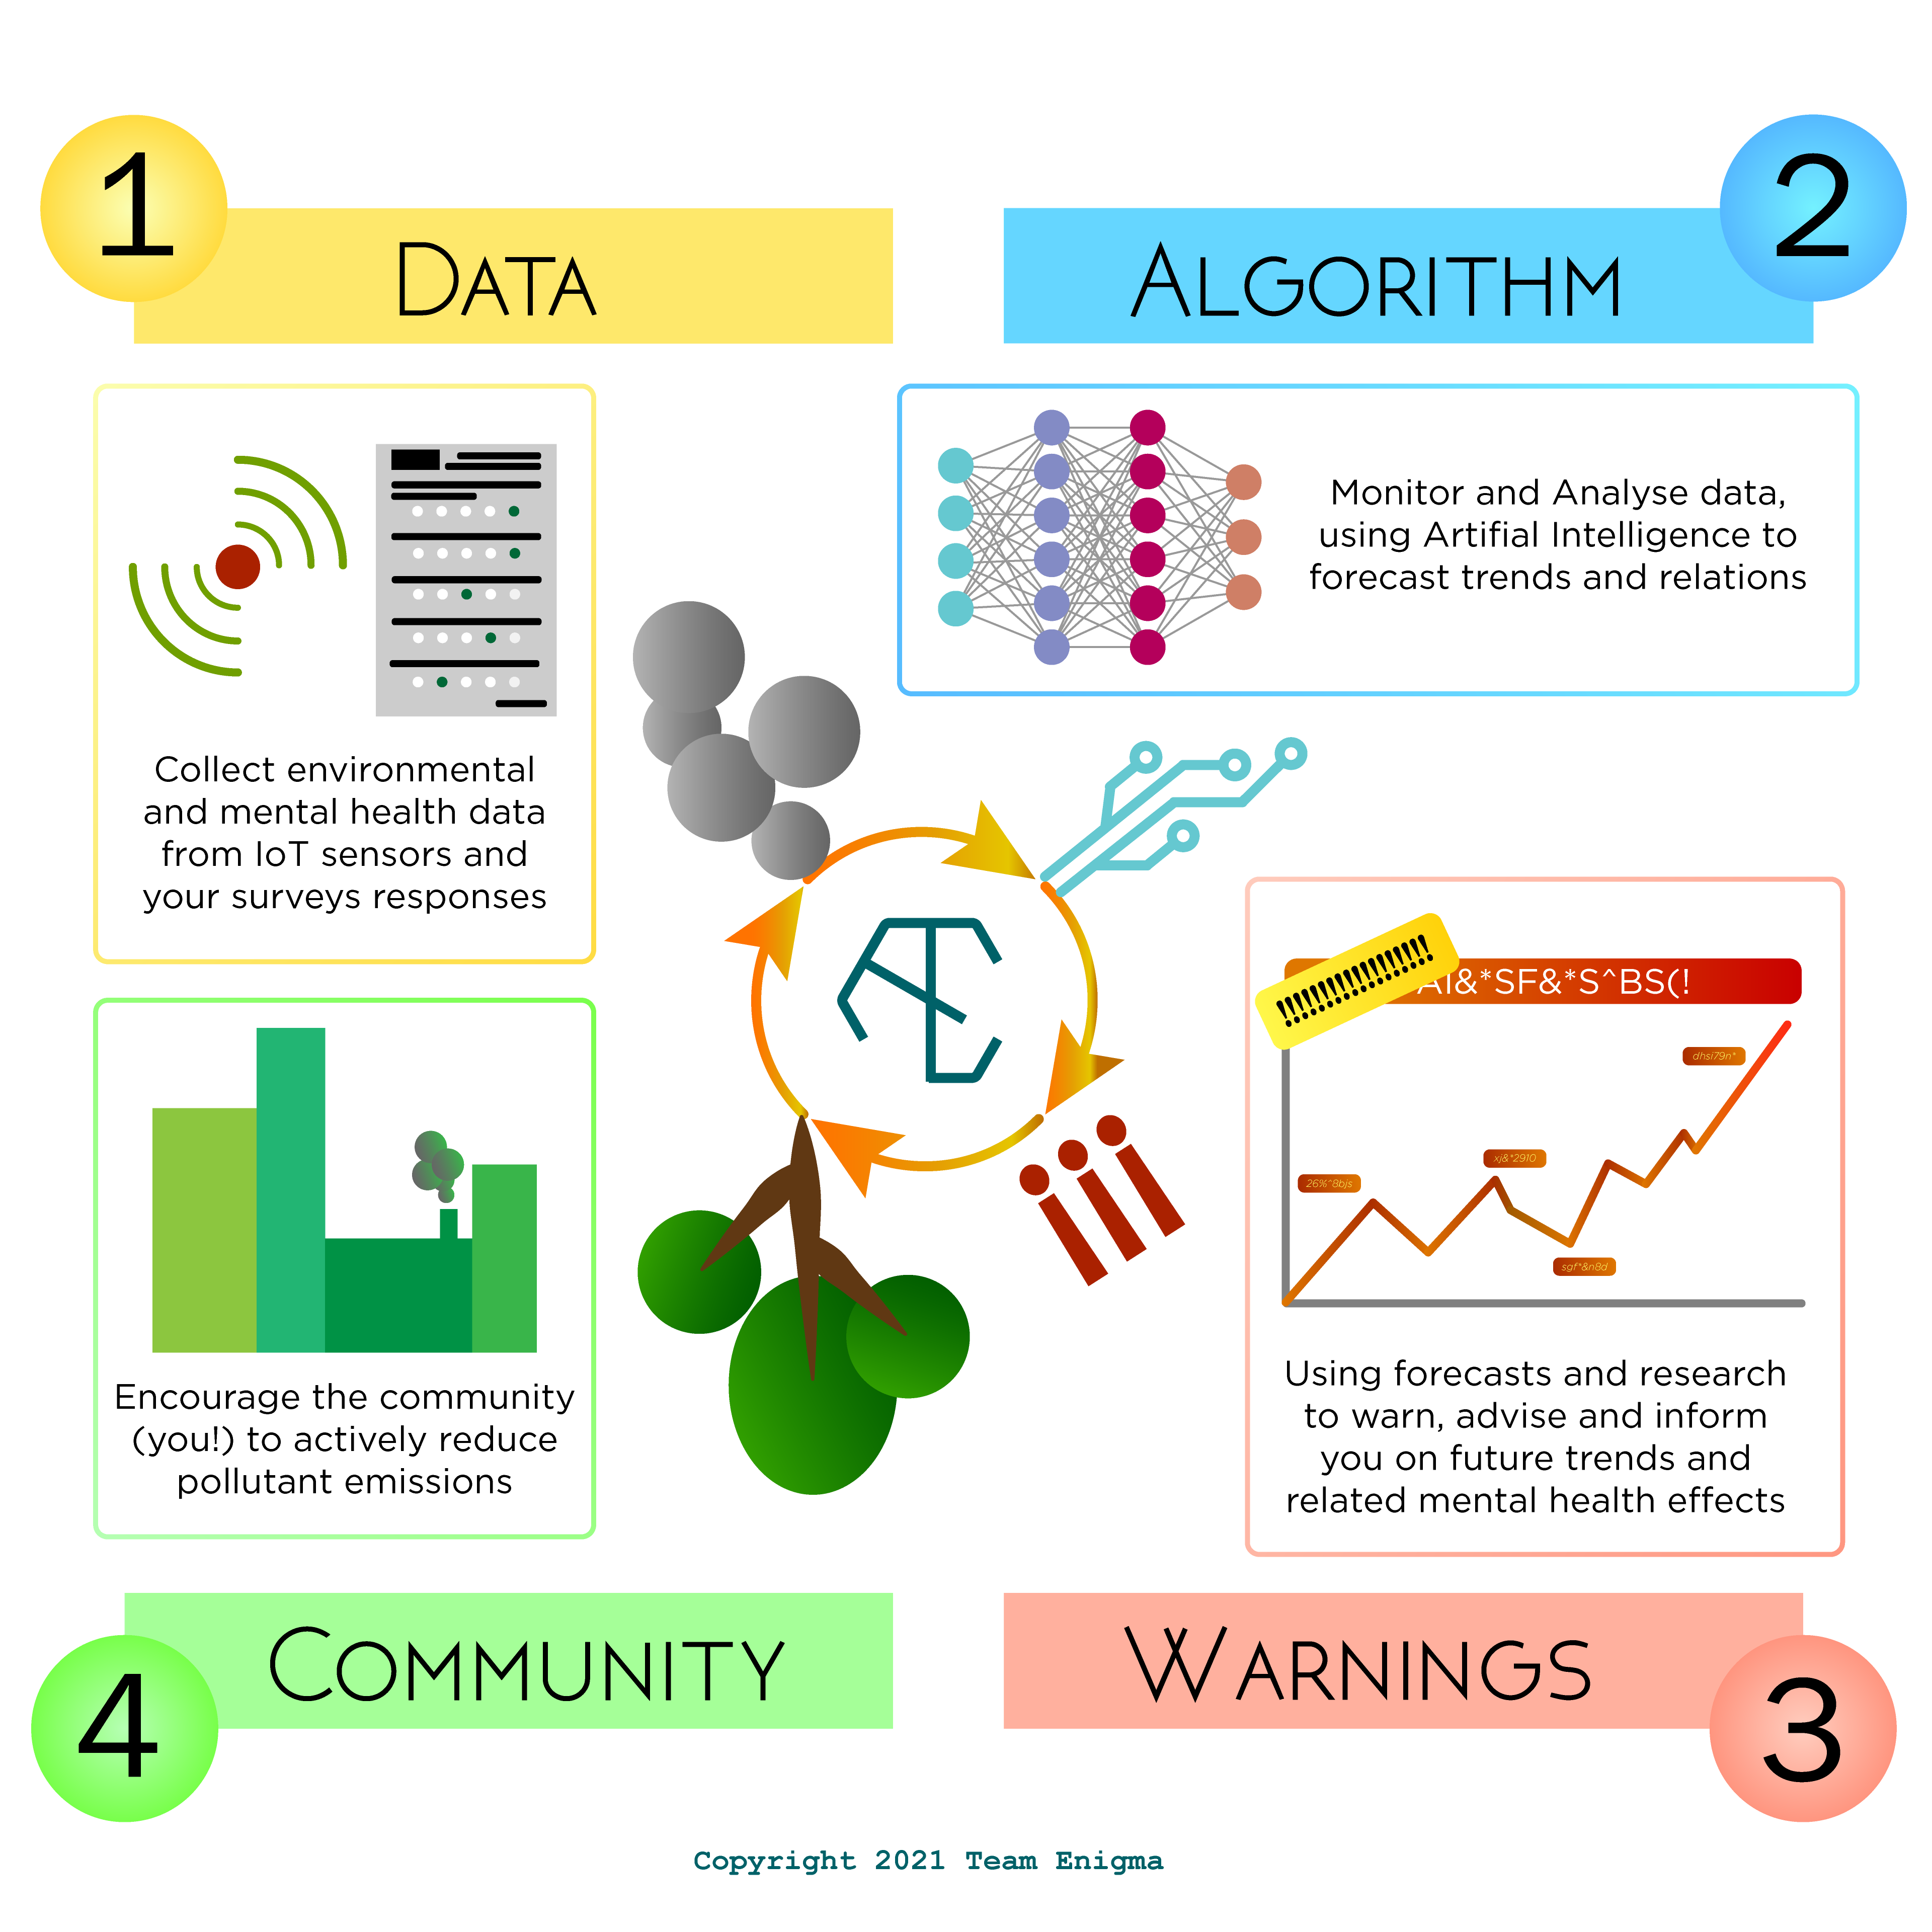 1
DATA
2
ALGORITHM
Collect environmental
and mental health data
from IoT sensors and
your surveys responses
Monitor and Analyse data,
using Artifial Intelligence to
forecast trends and relations
!!!!!!!!!!!!!!!!!!
&*SF&*S^BS(!
dhsi79n*
xj&*2910
26%^8bjs
sgf*&n8d
Using forecasts and research
to warn, advise and inform
you on future trends and
related mental health effects
WARNINGS
3
Encourage the community
(you!) to actively reduce
pollutant emissions
COMMUNITY
4
Copyright 2021 Team Enigma